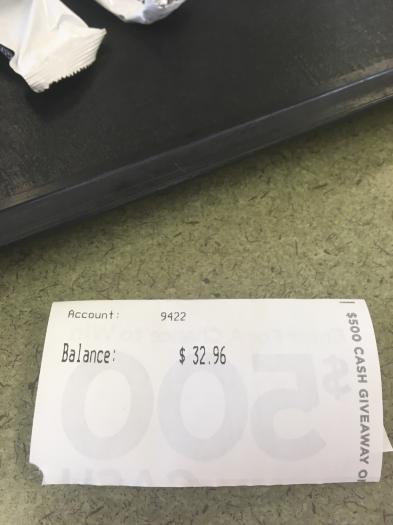 Account: 9422
Balance: $ 32.96
$500 CASH GIVEAWAY